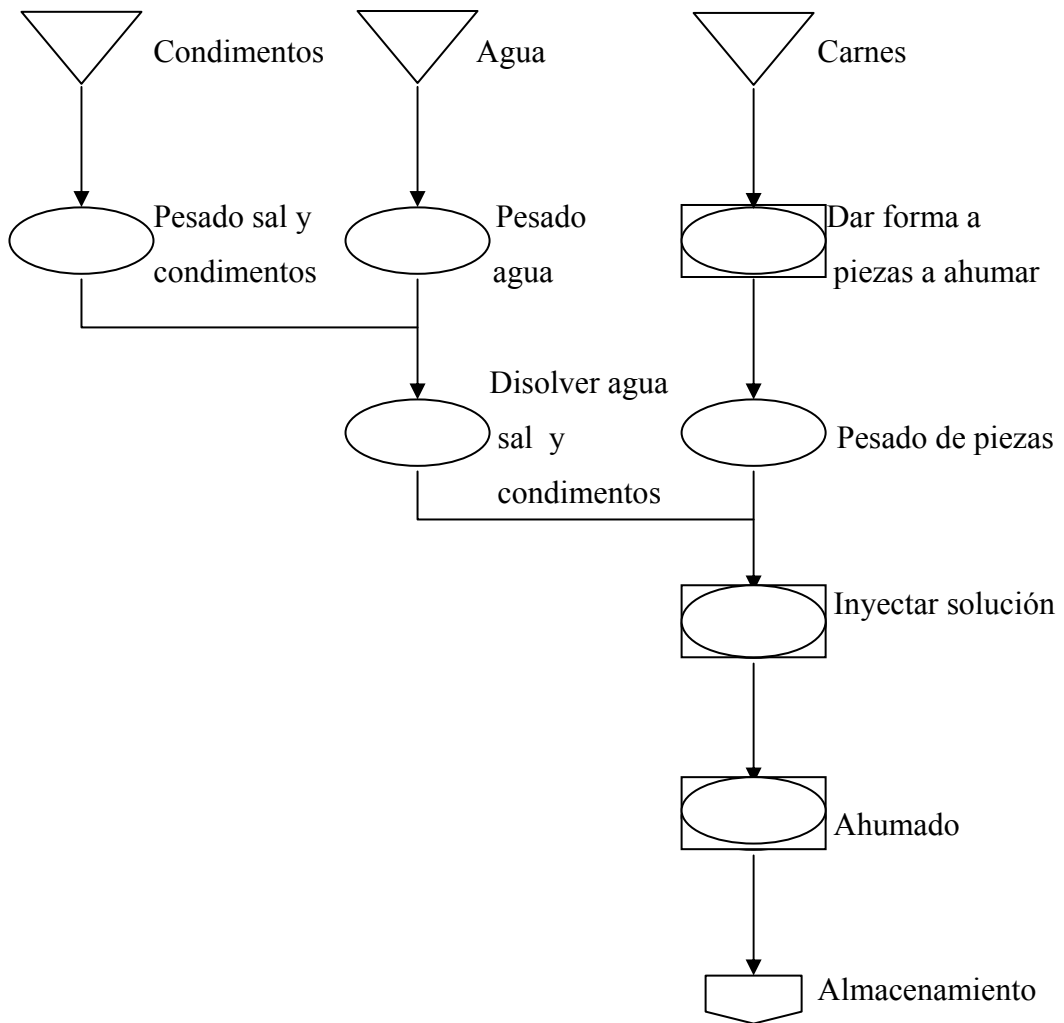 Condimentos
Agua
Carnes
Pesado sal y
condimentos
Pesado
agua
Dar forma a
piezas a ahumar
Disolver agua
sal y
condimentos
Pesado de piezas
Inyectar solución
Ahumado
Almacenamiento